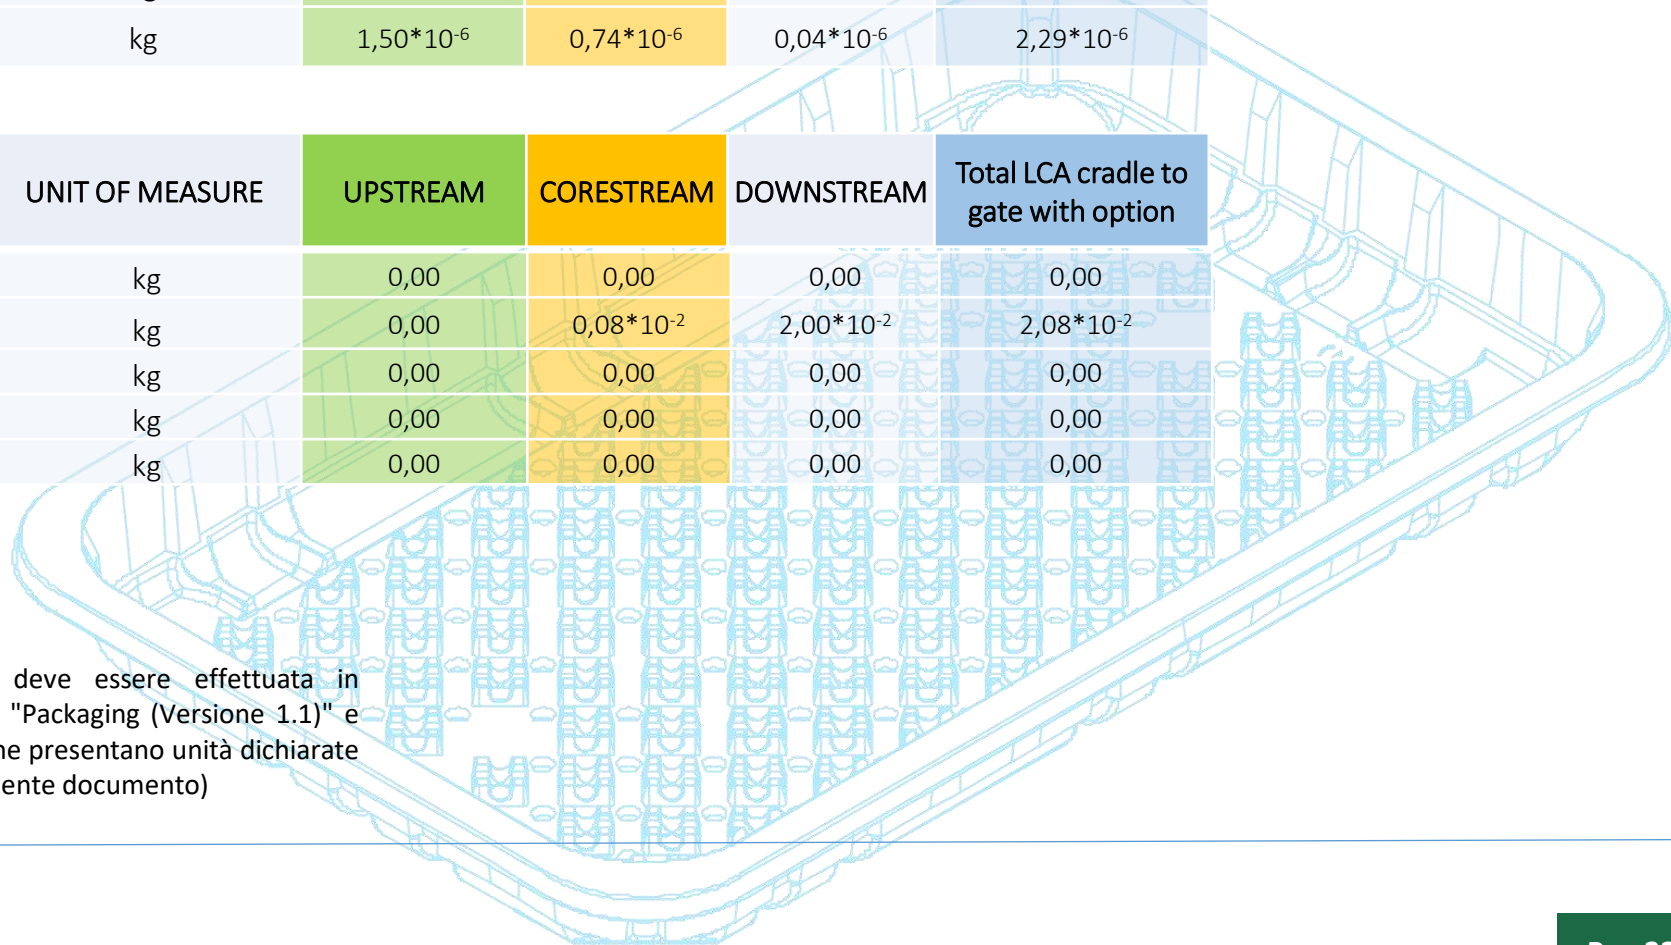 kg 1,50*10-6 0,74*10-6 0,04*10-6 2,29*10-6
UNIT OF MEASURE UPSTREAM CORESTREAM DOWNSTREAM Total LCA cradle to
gate with option
kg 0,00 0,00 0,00 0,00
kg 0,00 0,08*10-2 2,00*10-2 2,08*10-2
kg 0,00 0,00 0,00 0,00
kg 0,00 0,00 0,00 0,00
kg 0,00 0,00 0,00 0,00
deve essere effettuata in
"Packaging (Versione 1.1)" e
presentano unità dichiarate
documento)